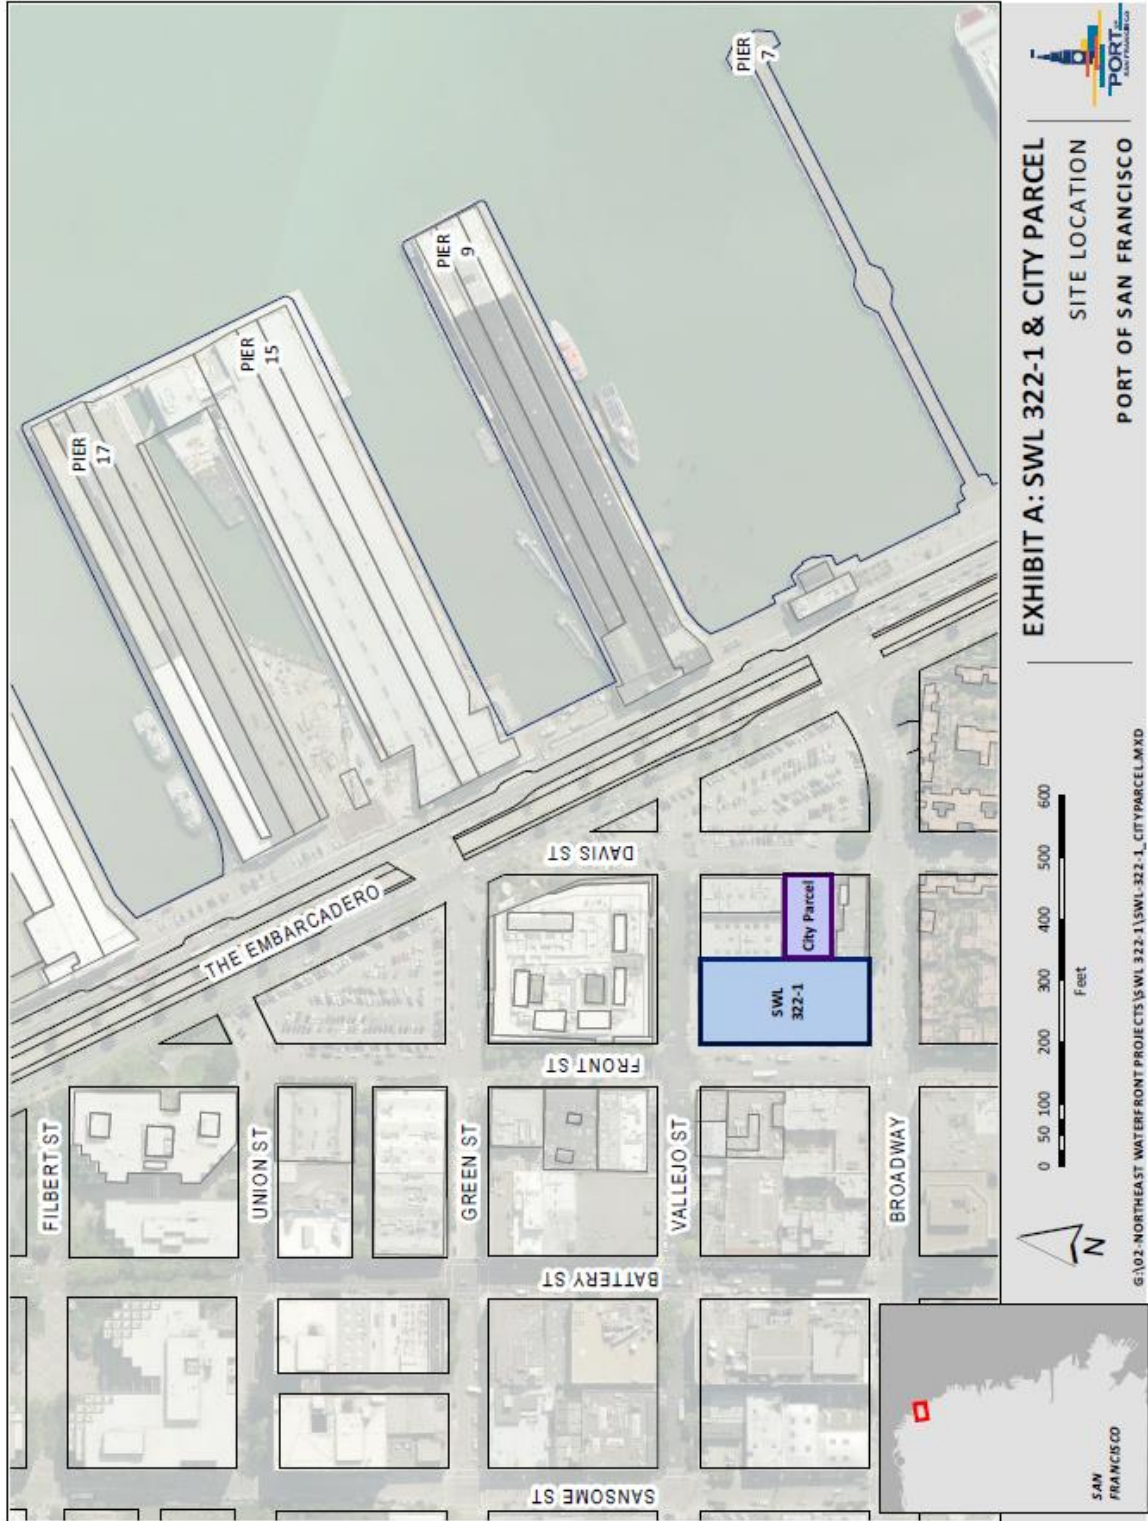 PIER
7
PIER
9
PIER
15
PIER
17
THE EMBARCADERO
DAVIS ST
FRONT ST
BATTERY ST
SANSOME ST
FILBERT ST
UNION ST
GREEN ST
VALLEJO ST
BROADWAY
City Parcel
SWL
322-1
SAN
FRANCISCO
N
0 50 100 200 300 400 500 600
Feet
G:\02-NORTHEAST WATERFRONT PROJECTS\SWL 322-1\SWL-322-1_CITYPARCEL.MXD
EXHIBIT A: SWL 322-1 & CITY PARCEL
SITE LOCATION
PORT OF SAN FRANCISCO
PORT OF
SAN FRANCISCO